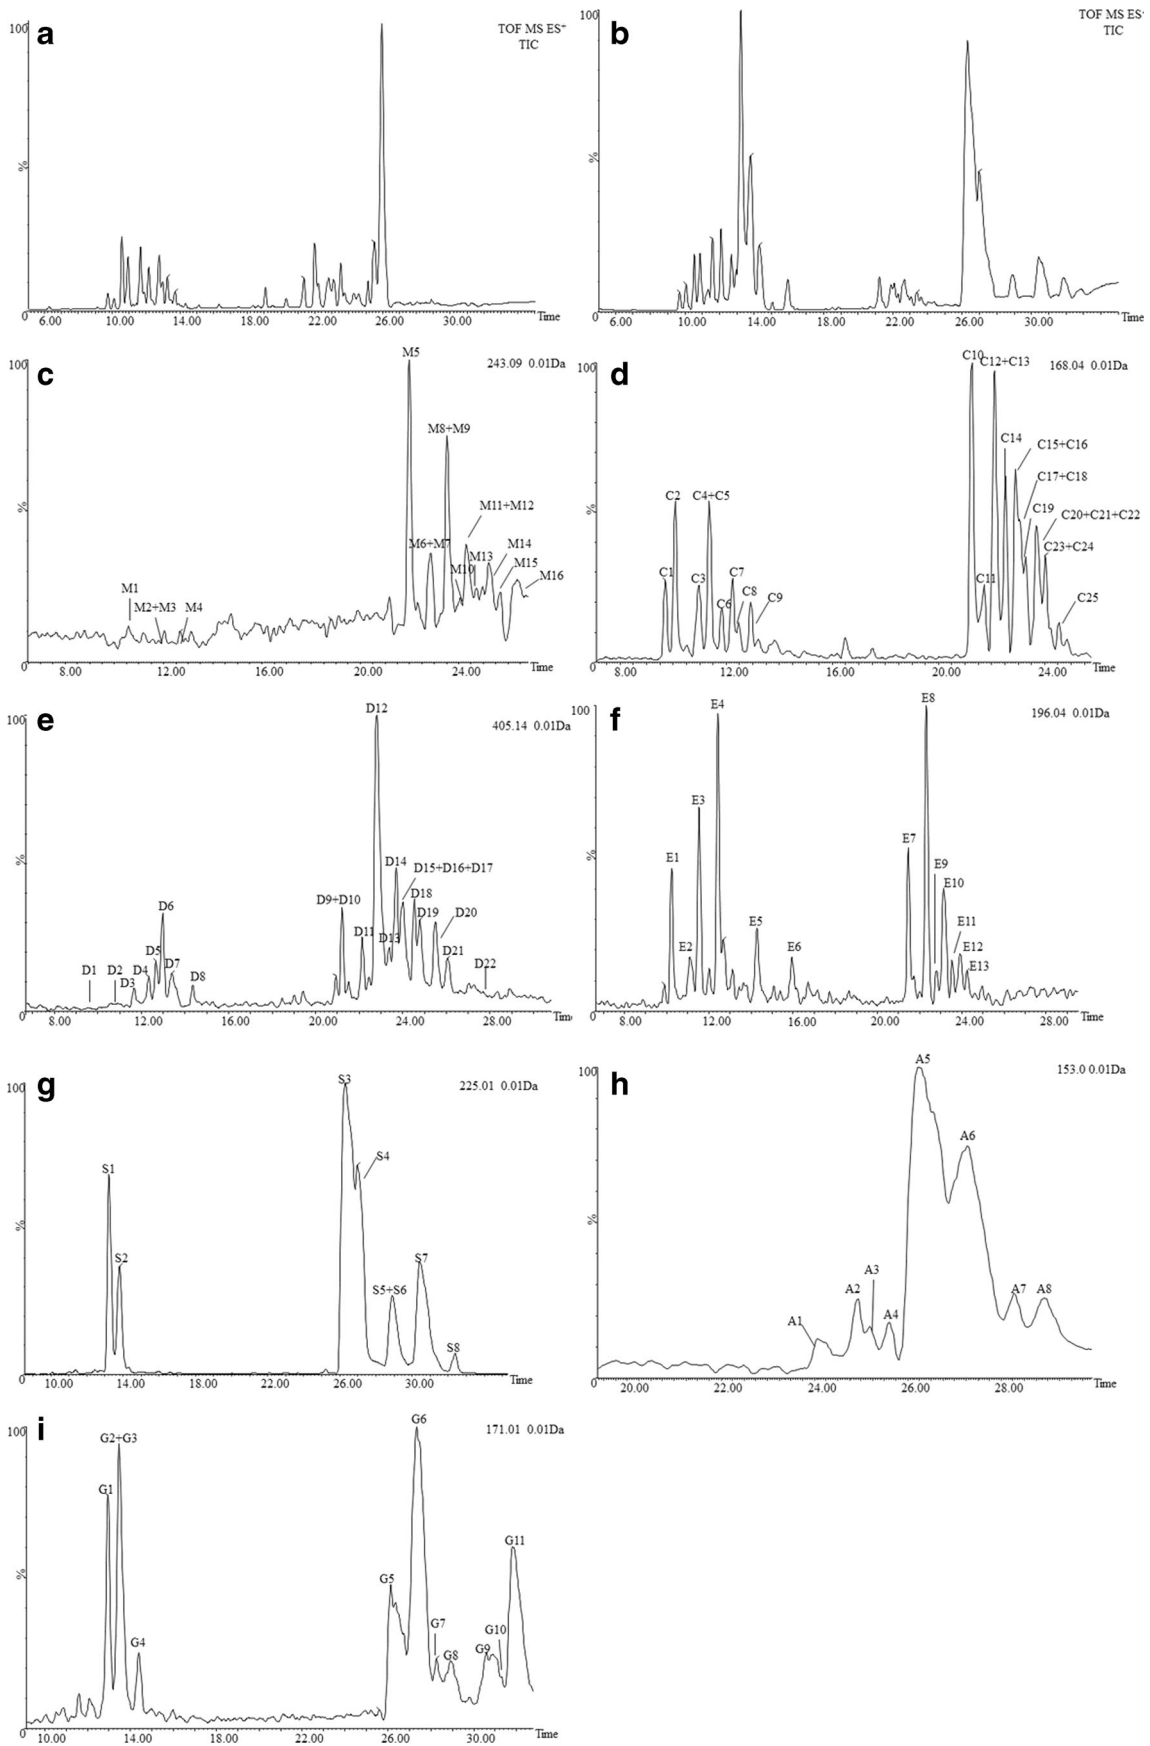 a
100
TOF MS ES+
TIC
%
0
6.00 10.00 14.00 18.00 22.00 26.00 30.00 Time
b
100
TOF MS ES-
TIC
%
0
6.00 10.00 14.00 18.00 22.00 26.00 30.00 Time
c
100
243.09 0.01Da
M5
M8+M9
%
M11+M12
M6+M7
M14
M13
M15
M10
M16
M1
M2+M3 M4
0
8.00 12.00 16.00 20.00 24.00 Time
d
100
C10
C12+C13
168.04 0.01Da
C14
C15+C16
C17+C18
C2 C4+C5
%
C19
C20+C21+C22
C23+C24
C1 C3 C7
C11
C8
C9
C6
C25
0
8.00 12.00 16.00 20.00 24.00 Time
e
100
D12
405.14 0.01Da
%
D14
D15+D16+D17
D9+D10
D18
D6
D19
D20
D11
D13
D5
D21
D7
D22
D1 D2 D4
D8
D3
0
8.00 12.00 16.00 20.00 24.00 28.00 Time
f
100
E8
E4
196.04 0.01Da
E3
%
E7
E1
E9
E10
E5
E11
E2
E6
E12
E13
0
8.00 12.00 16.00 20.00 24.00 28.00 Time
g
100
S3
225.01 0.01Da
S1
S4
%
S2
S7
S5+S6
S8
0
10.00 14.00 18.00 22.00 26.00 30.00 Time
h
100
A5
153.0 0.01Da
A6
%
A3
A2
A7 A8
A1
A4
0
20.00 22.00 24.00 26.00 28.00 Time
i
100
G6
171.01 0.01Da
G2+G3
G1
G11
%
G5
G7
G10
G4
G9
G8
0
10.00 14.00 18.00 22.00 26.00 30.00 Time